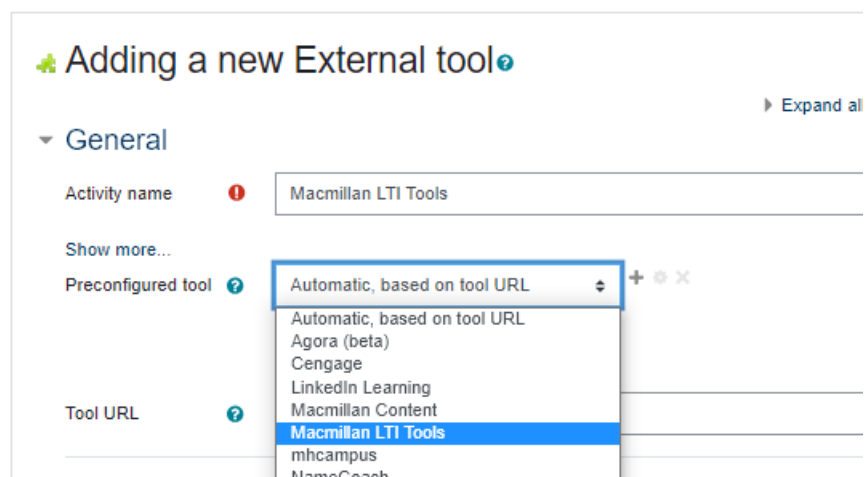 Adding a new External tool
Expand all
General
Activity name
Macmillan LTI Tools
Show more...
Preconfigured tool
Automatic, based on tool URL
Automatic, based on tool URL
Agora (beta)
Cengage
LinkedIn Learning
Macmillan Content
Tool URL
Macmillan LTI Tools
mhcampus
NameCoach